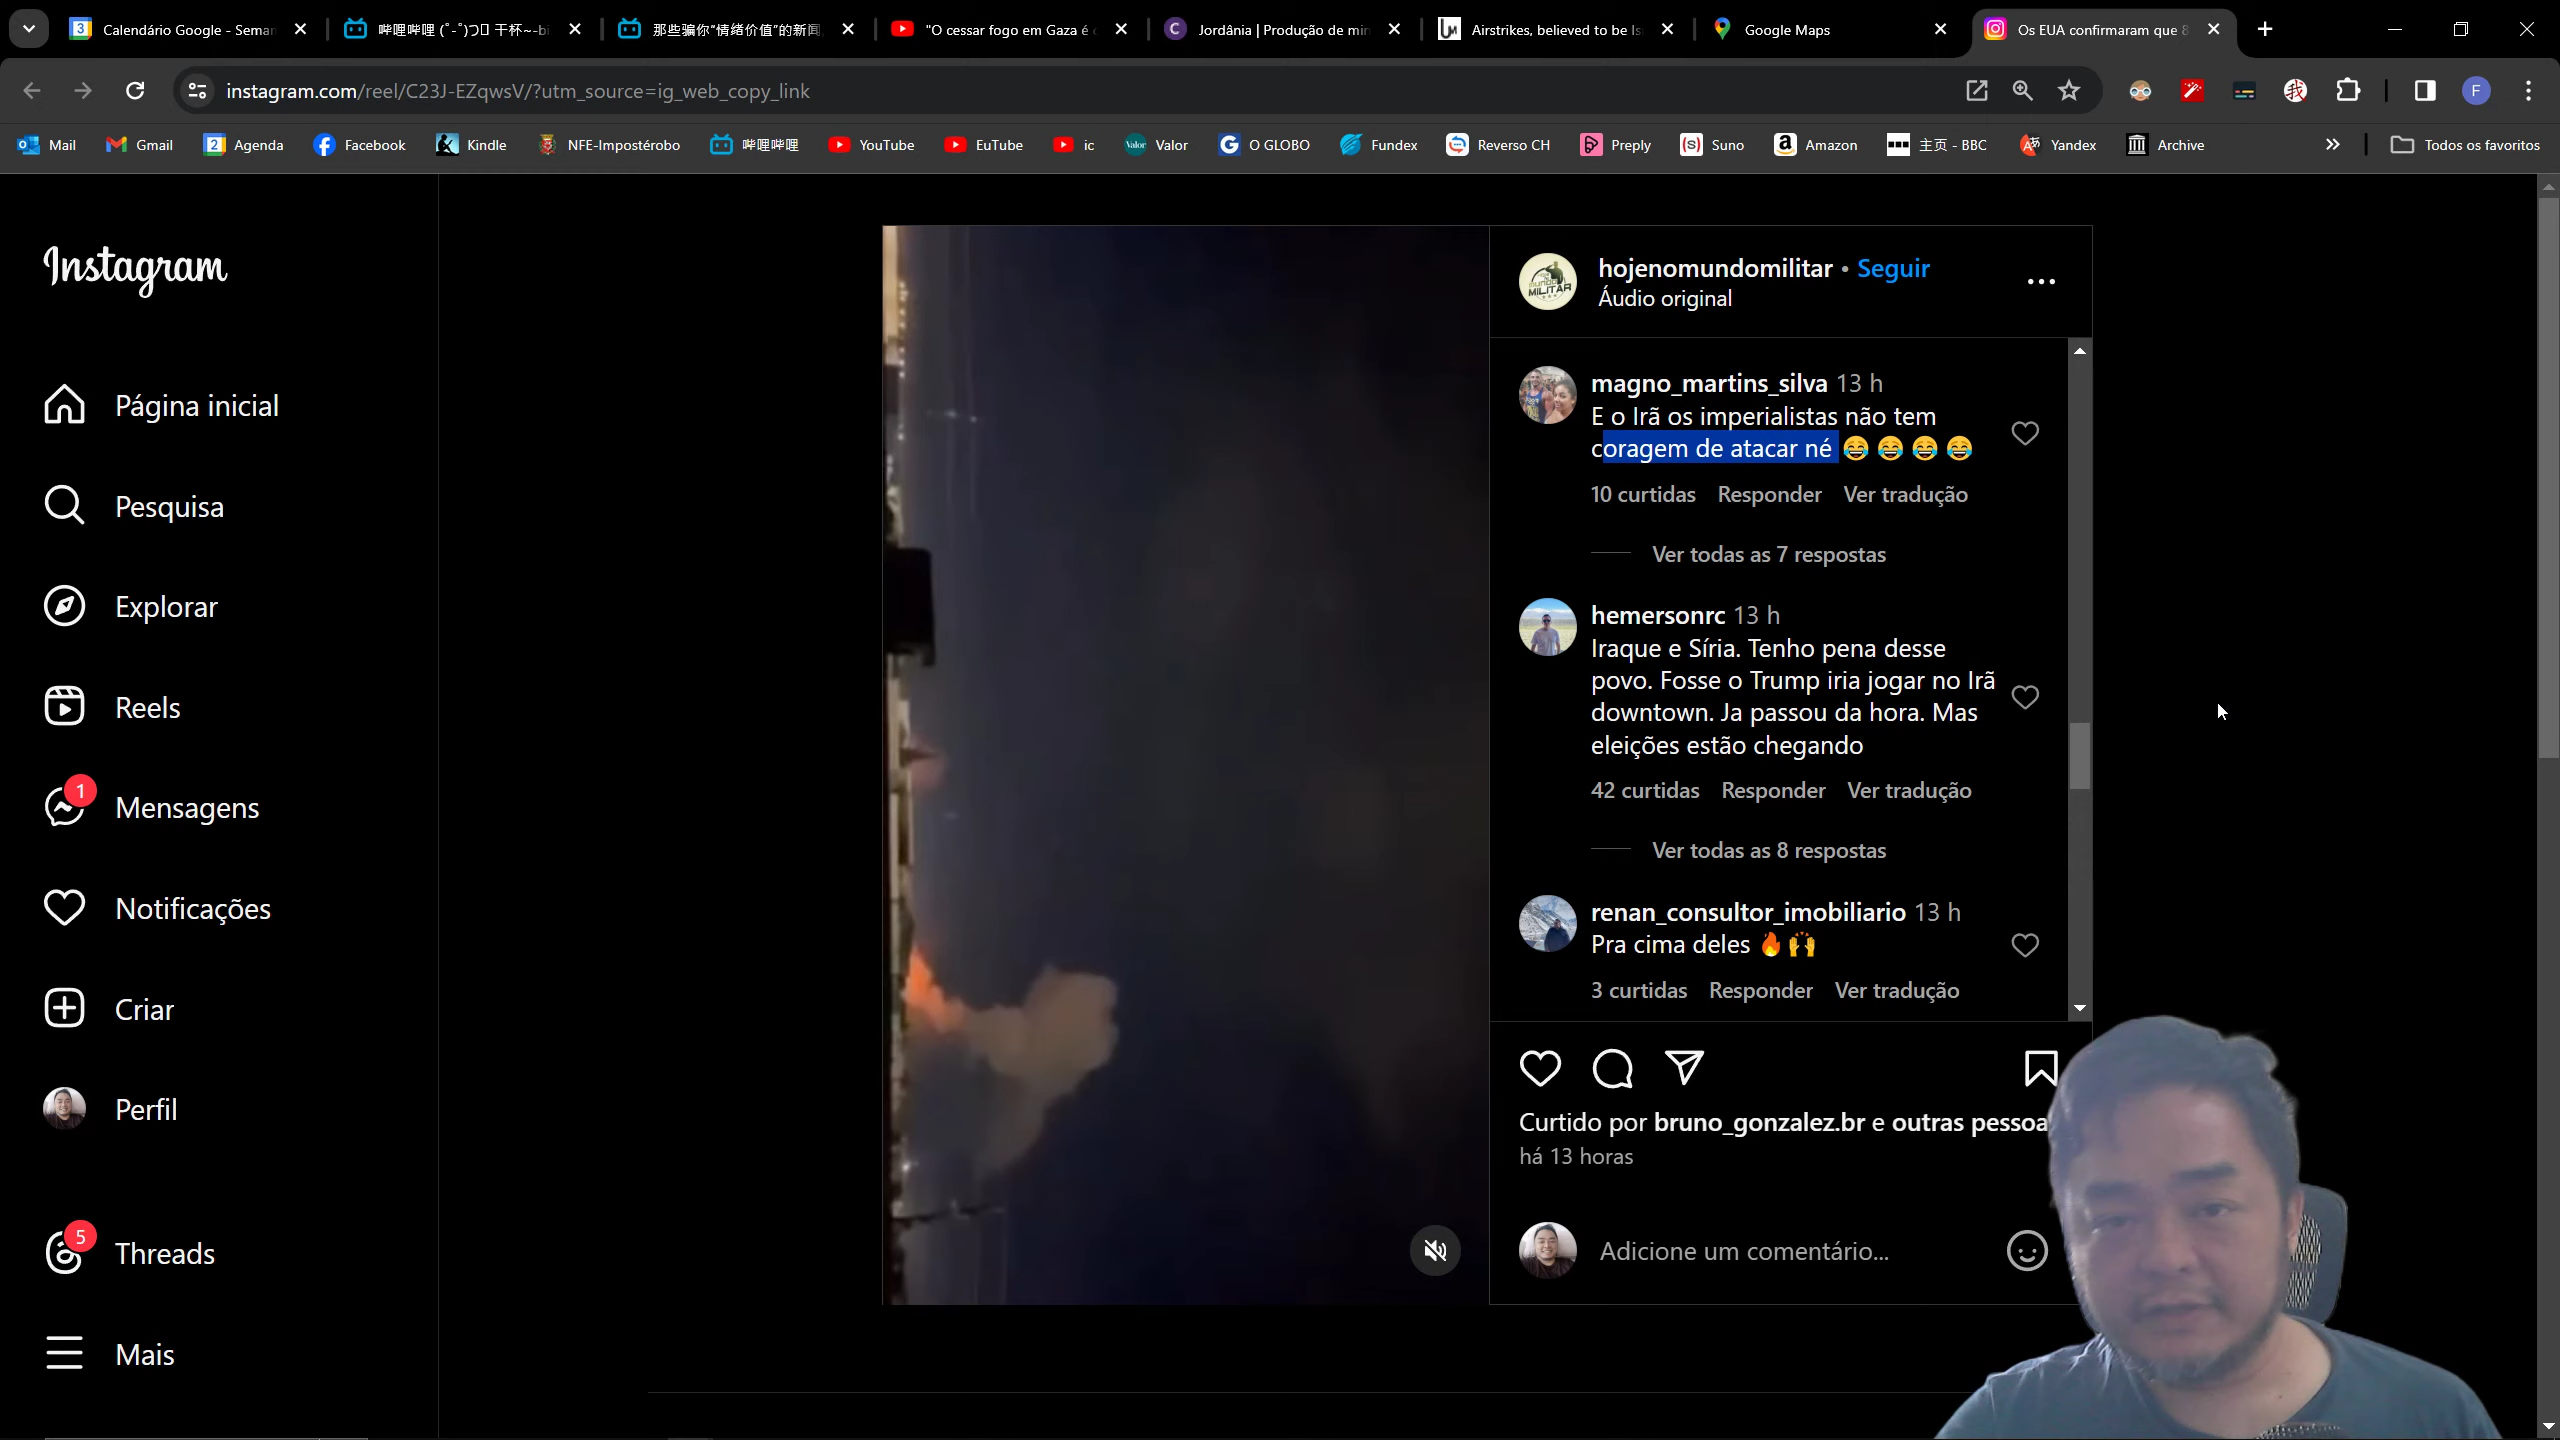 Calendário Google - Seman
哔哩哔哩 (゜-゜)つロ 干杯~-bi
那些骗你“情绪价值”的新闻
"O cessar fogo em Gaza é
Jordânia | Produção de min
Airstrikes, believed to be Is
Google Maps
Os EUA confirmaram que 8
instagram.com/reel/C23J-EZqwsV/?utm_source=ig_web_copy_link
Mail
Gmail
Agenda
Facebook
Kindle
NFE-Impostérobo
哔哩哔哩
YouTube
EuTube
ic
Valor
O GLOBO
Fundex
Reverso CH
Preply
Suno
Amazon
主页 - BBC
Yandex
Archive
Todos os favoritos
Instagram
Página inicial
Pesquisa
Explorar
Reels
1
Mensagens
Notificações
Criar
Perfil
5
Threads
Mais
hojenomundomilitar • Seguir
Áudio original
magno_martins_silva 13 h
E o Irã os imperialistas não tem
coragem de atacar né 😂 😂 😂 😂
10 curtidas Responder Ver tradução
Ver todas as 7 respostas
hemersonrc 13 h
Iraque e Síria. Tenho pena desse
povo. Fosse o Trump iria jogar no Irã
downtown. Ja passou da hora. Mas
eleições estão chegando
42 curtidas Responder Ver tradução
Ver todas as 8 respostas
renan_consultor_imobiliario 13 h
Pra cima deles 🔥🙌
3 curtidas Responder Ver tradução
Curtido por bruno_gonzalez.br e outras pessoa
há 13 horas
Adicione um comentário...